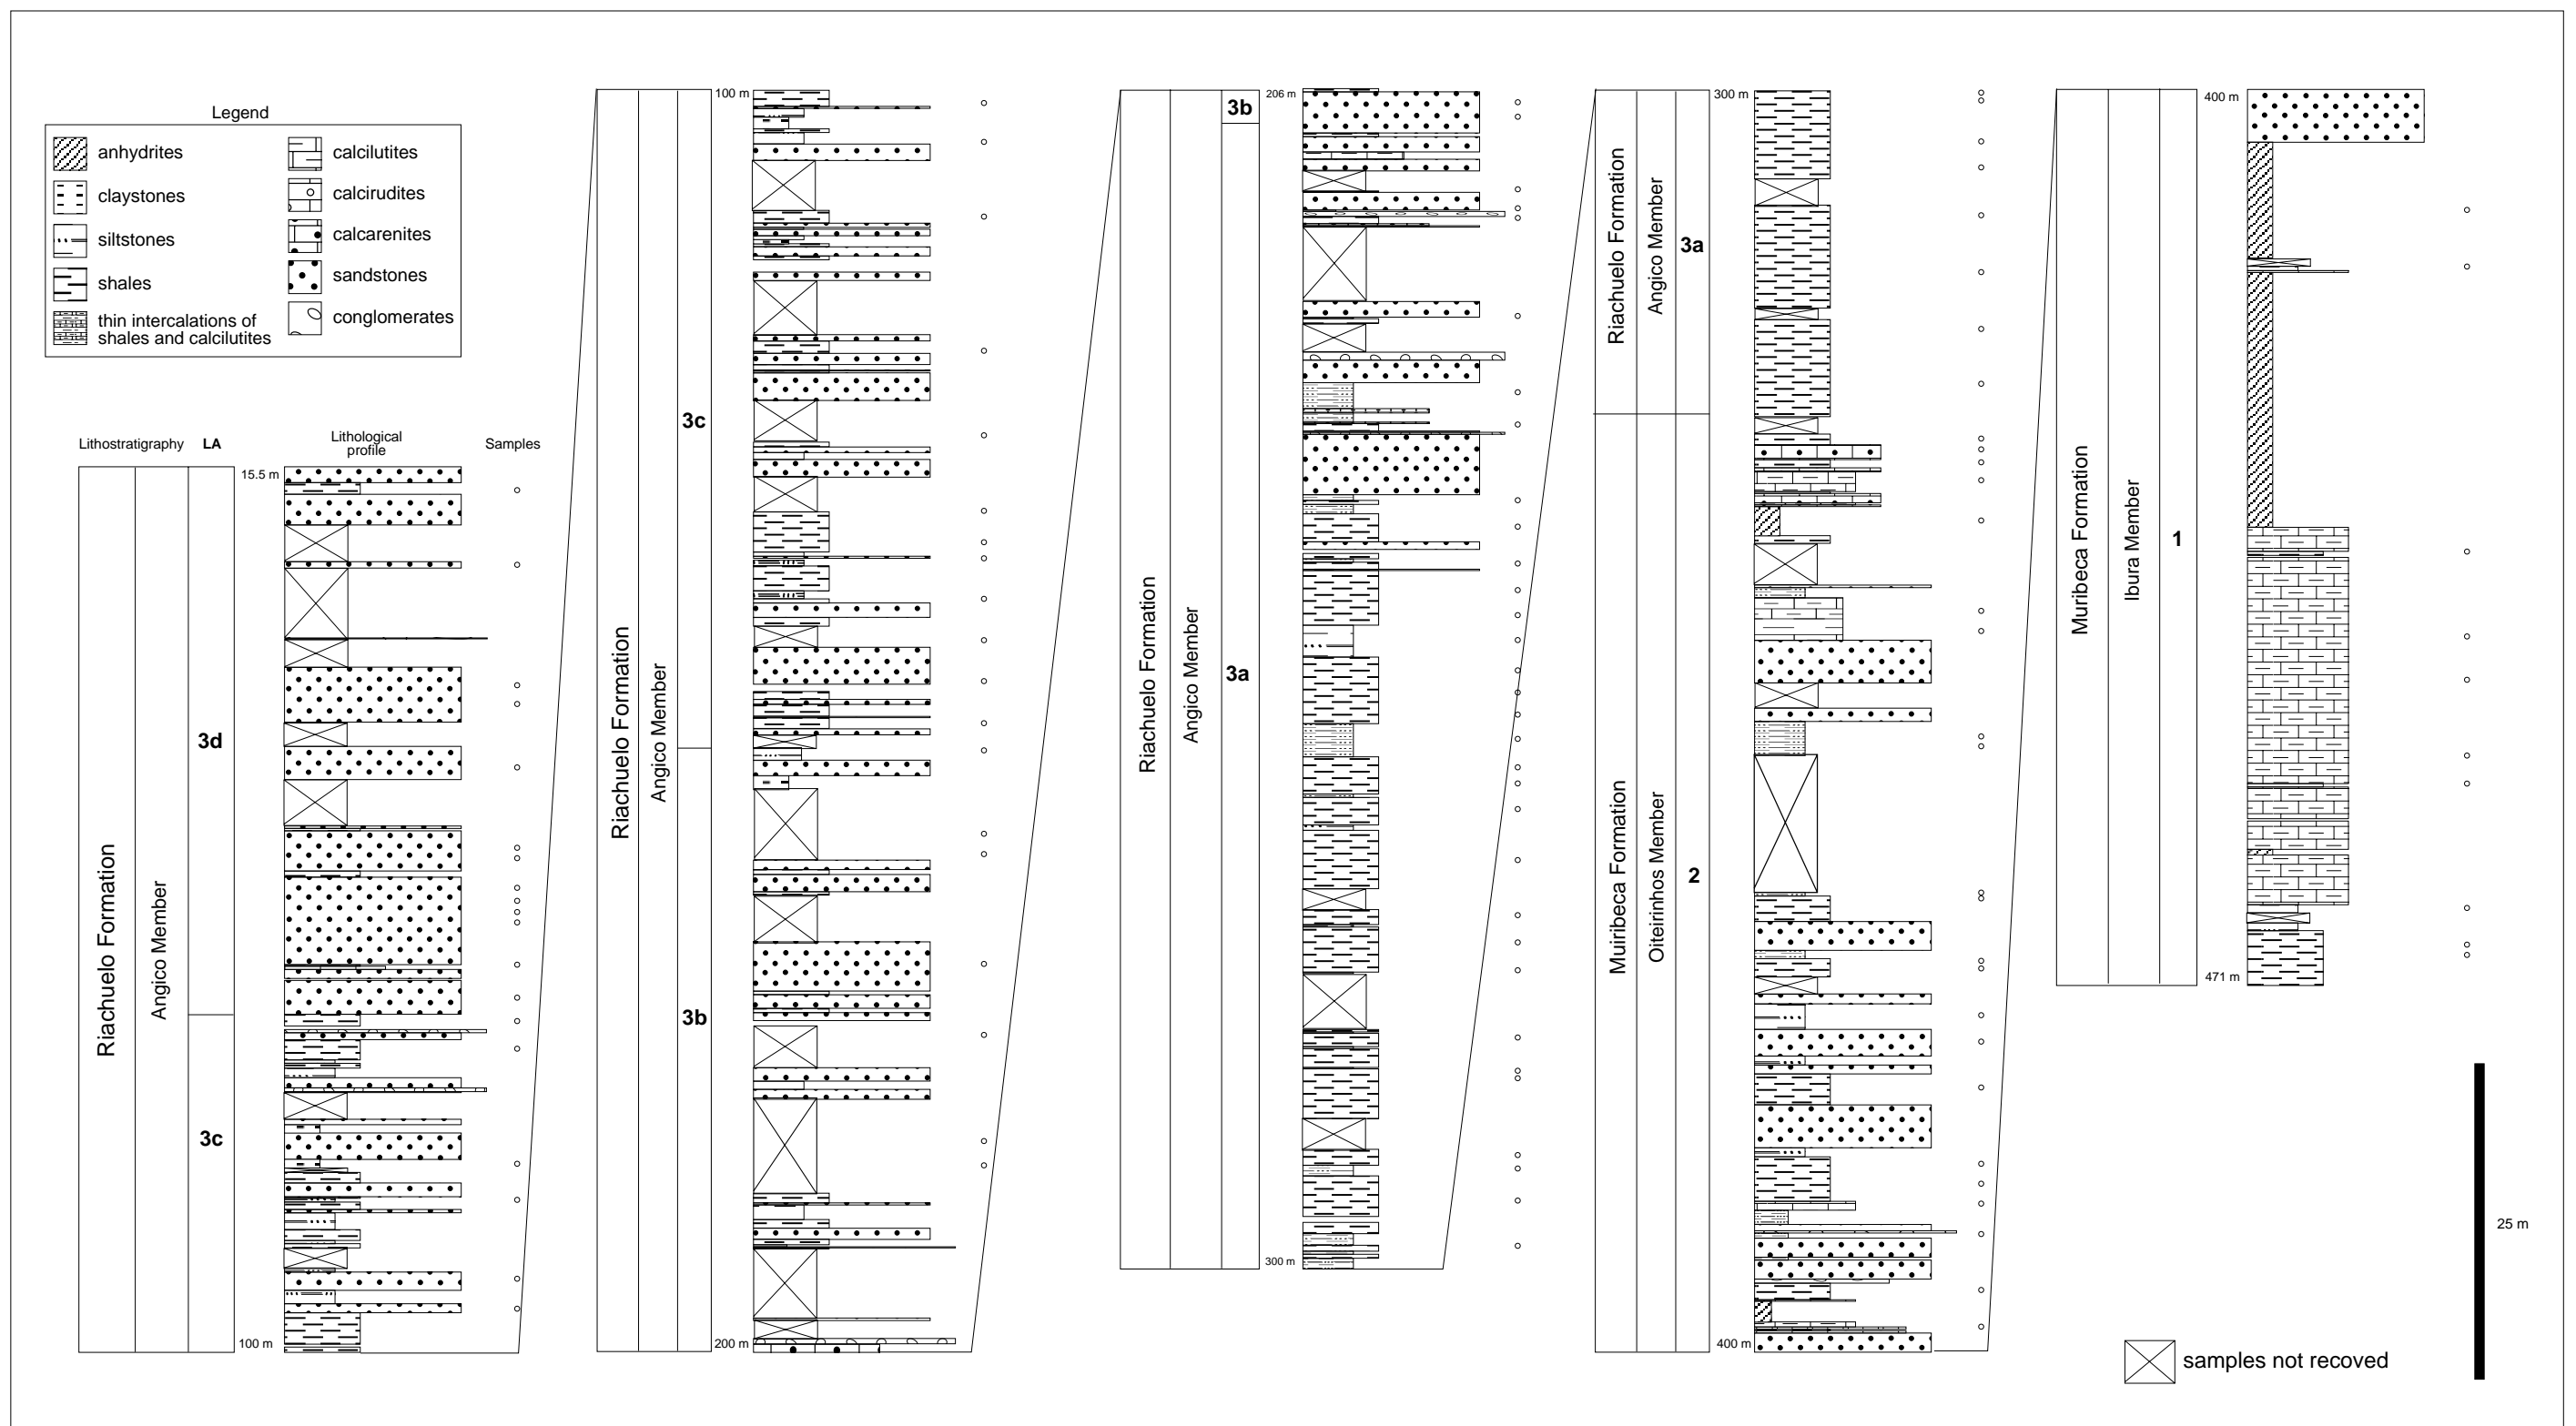 Legend
anhydrites
claystones
siltstones
shales
thin intercalations of
shales and calcilutites
calcilutites
calcirudites
calcarenites
sandstones
conglomerates
Lithostratigraphy
LA
Lithological
profile
Samples
15.5 m
Riachuelo Formation
Angico Member
3d
3c
100 m
100 m
Riachuelo Formation
Angico Member
3c
3b
200 m
206 m
Riachuelo Formation
Angico Member
3b
3a
300 m
300 m
Riachuelo Formation
Angico Member
3a
Muiribeca Formation
Oiteirinhos Member
2
400 m
400 m
Muribeca Formation
Ibura Member
1
471 m
25 m
samples not recoved